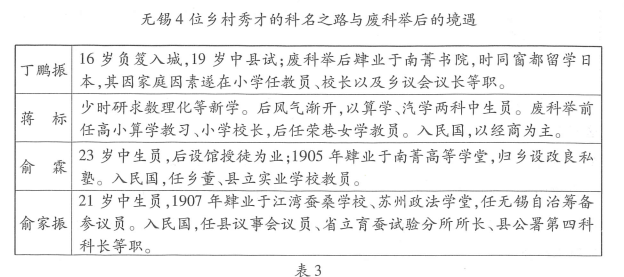 无锡4位乡村秀才的科名之路与废科举后的境遇
丁鹏振
16岁负笈入城,19岁中县试;废科举后肄业于南菁书院,时同窗都留学日
本,其因家庭因素遂在小学任教员、校长以及乡议会议长等职。
蒋 标
少时研求数理化等新学。后风气渐开,以算学、汽学两科中生员。废科举前
任高小算学教习、小学校长,后任荣巷女学教员。入民国,以经商为主。
俞 霖
23岁中生员,后设馆授徒为业;1905年肄业于南菁高等学堂,归乡设改良私
塾。入民国,任乡董、县立实业学校教员。
俞家振
21岁中生员,1907年肄业于江湾蚕桑学校、苏州政法学堂,任无锡自治筹备
参议员。入民国,任县议事会议员、省立育蚕试验分所所长、县公署第四科
科长等职。
表3